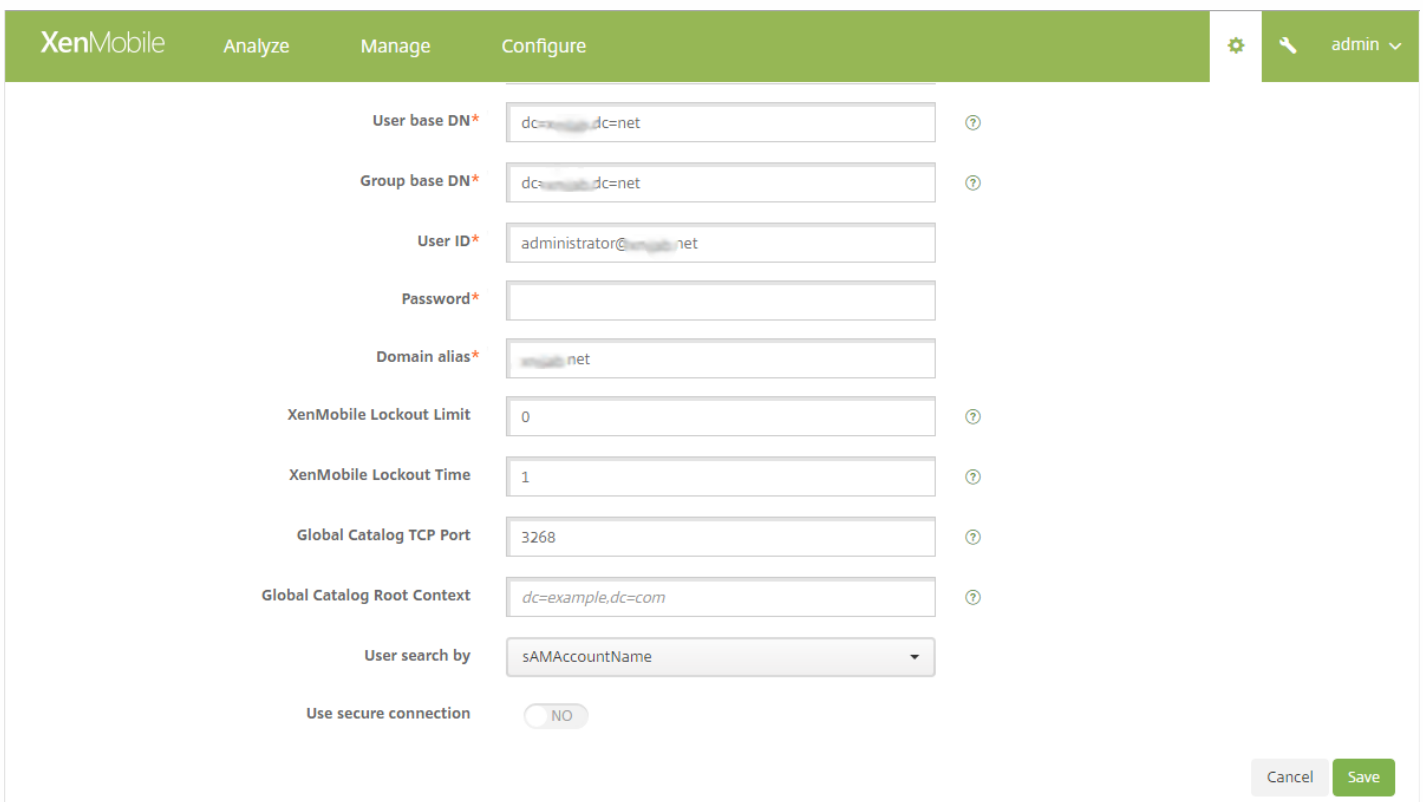 XenMobile Analyze Manage Configure admin
User base DN* dc= dc=net
Group base DN* dc= dc=net
User ID* administrator@ net
Password*
Domain alias* net
XenMobile Lockout Limit 0
XenMobile Lockout Time 1
Global Catalog TCP Port 3268
Global Catalog Root Context dc=example,dc=com
User search by sAMAccountName
Use secure connection NO
Cancel Save